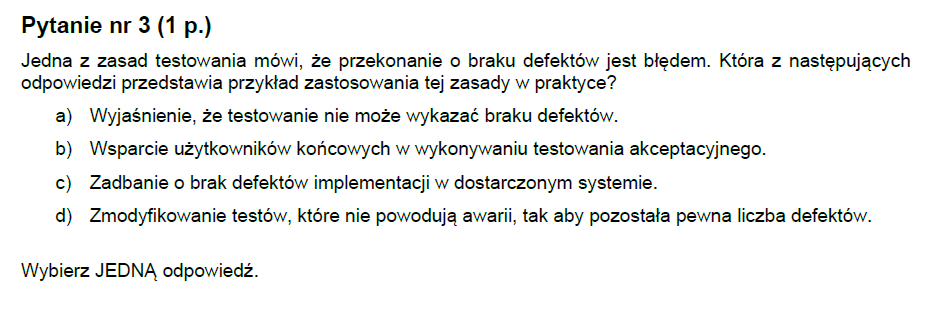 Pytanie nr 3 (1 p.)
Jedna z zasad testowania mówi, że przekonanie o braku defektów jest błędem. Która z następujących
odpowiedzi przedstawia przykład zastosowania tej zasady w praktyce?
a) Wyjaśnienie, że testowanie nie może wykazać braku defektów.
b) Wsparcie użytkowników końcowych w wykonywaniu testowania akceptacyjnego.
c) Zadbanie o brak defektów implementacji w dostarczonym systemie.
d) Zmodyfikowanie testów, które nie powodują awarii, tak aby pozostała pewna liczba defektów.
Wybierz JEDNĄ odpowiedź.